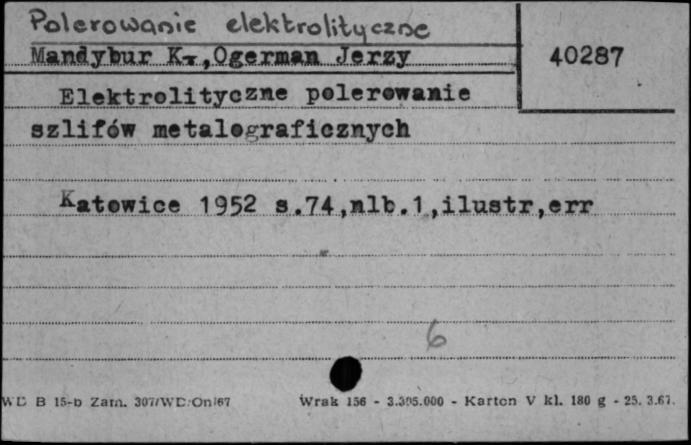 Polerowanie elektrolityczne
Mandybur K., Ogerman Jerzy
40287
Elektrolityczne polerowanie
szlifów metalograficznych
Katowice 1952 s.74,nlb.1,ilustr,err
6
WD B 15-b Zam. 307/WD/On/67 Wrak 156 - 3.305.000 - Karton V kl. 180 g - 25. 3.67.